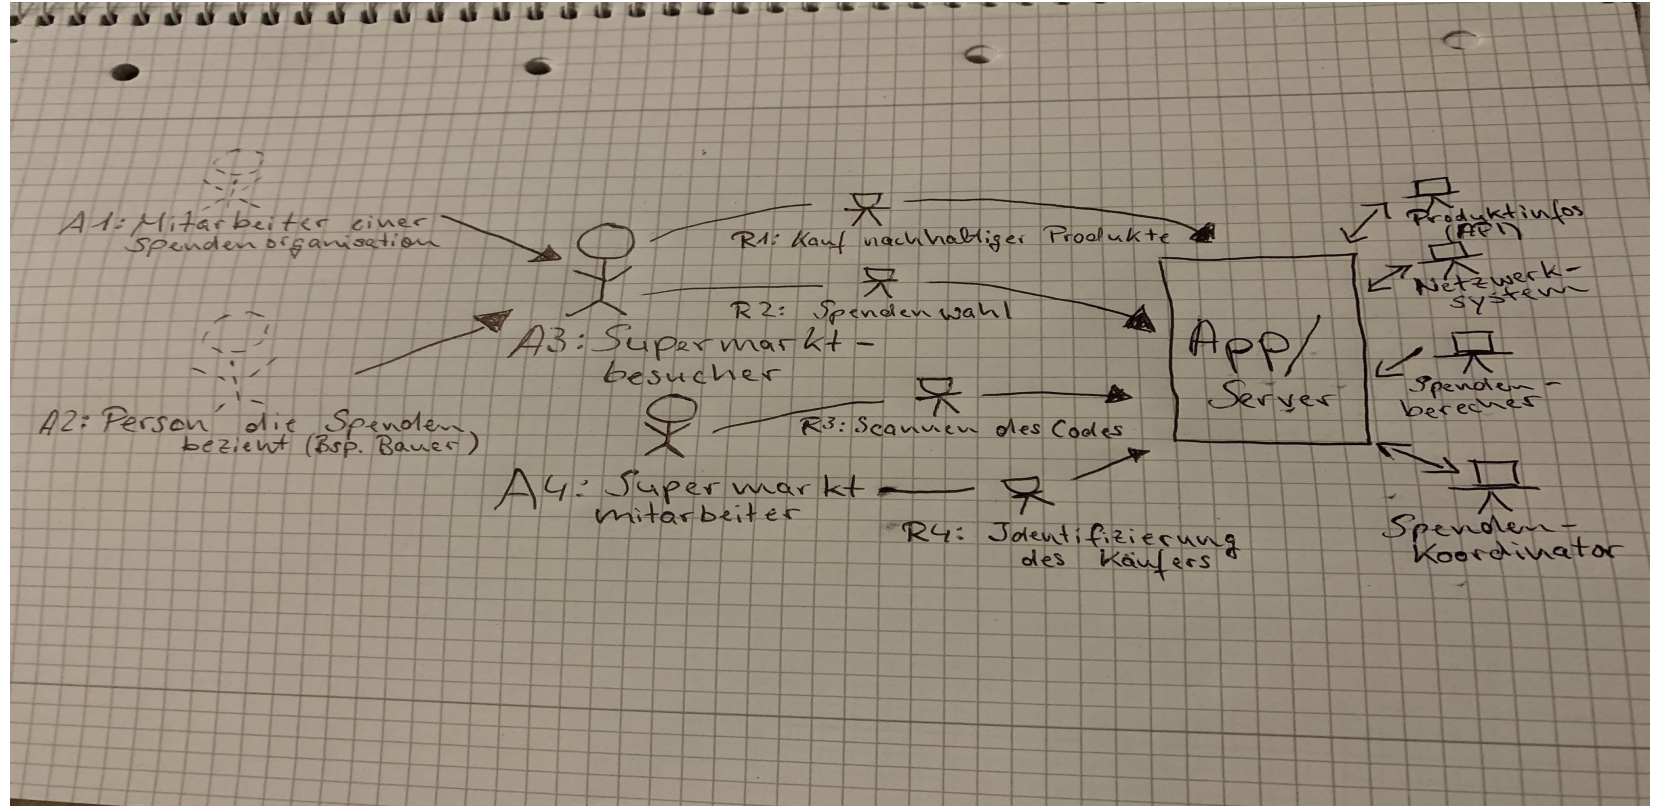 A1: Mitarbeiter einer
Spendenorganisation
A2: Person die Spenden
bezieht (Bsp. Bauer)
A3: Supermarkt-
besucher
A4: Supermarkt
mitarbeiter
R1: Kauf nachhaltiger Produkte
R2: Spendenwahl
R3: Scannen des Codes
R4: Identifizierung
des Käufers
App/
Server
Produktinfos
(API)
Netzwerk-
system
Spenden-
berecher
Spenden-
Koordinator